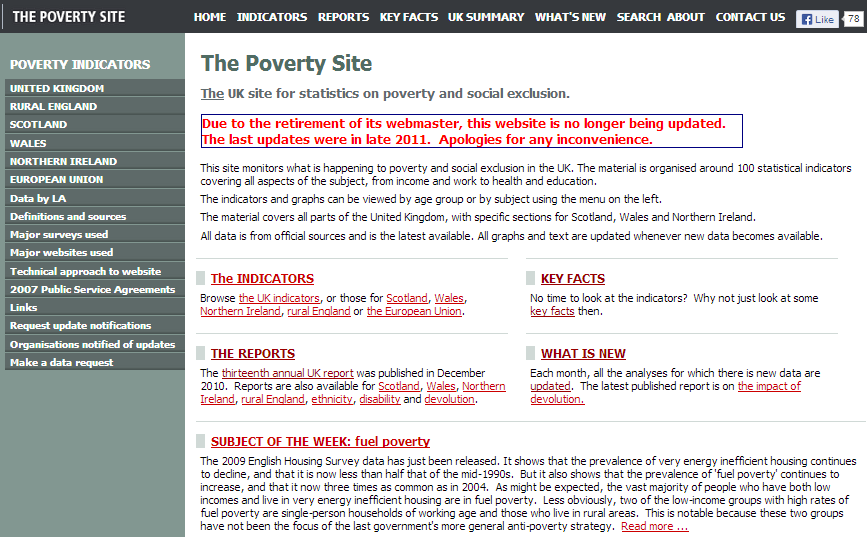 THE POVERTY SITE
HOME INDICATORS REPORTS KEY FACTS UK SUMMARY WHAT'S NEW SEARCH ABOUT CONTACT US
Like 78
POVERTY INDICATORS
UNITED KINGDOM
RURAL ENGLAND
SCOTLAND
WALES
NORTHERN IRELAND
EUROPEAN UNION
Data by LA
Definitions and sources
Major surveys used
Major websites used
Technical approach to website
2007 Public Service Agreements
Links
Request update notifications
Organisations notified of updates
Make a data request
The Poverty Site
The UK site for statistics on poverty and social exclusion.
Due to the retirement of its webmaster, this website is no longer being updated.
The last updates were in late 2011. Apologies for any inconvenience.
This site monitors what is happening to poverty and social exclusion in the UK. The material is organised around 100 statistical indicators
covering all aspects of the subject, from income and work to health and education.
The indicators and graphs can be viewed by age group or by subject using the menu on the left.
The material covers all parts of the United Kingdom, with specific sections for Scotland, Wales and Northern Ireland.
All data is from official sources and is the latest available. All graphs and text are updated whenever new data becomes available.
The INDICATORS
Browse the UK indicators, or those for Scotland, Wales,
Northern Ireland, rural England or the European Union.
KEY FACTS
No time to look at the indicators? Why not just look at some
key facts then.
THE REPORTS
The thirteenth annual UK report was published in December
2010. Reports are also available for Scotland, Wales, Northern
Ireland, rural England, ethnicity, disability and devolution.
WHAT IS NEW
Each month, all the analyses for which there is new data are
updated. The latest published report is on the impact of
devolution.
SUBJECT OF THE WEEK: fuel poverty
The 2009 English Housing Survey data has just been released. It shows that the prevalence of very energy inefficient housing continues
to decline, and that it is now less than half that of the mid-1990s. But it also shows that the prevalence of 'fuel poverty' continues to
increase, and that it now three times as common as in 2004. As might be expected, the vast majority of people who have both low
incomes and live in very energy inefficient housing are in fuel poverty. Less obviously, two of the low-income groups with high rates of
fuel poverty are single-person households of working age and those who live in rural areas. This is notable because these two groups
have not been the focus of the last government's more general anti-poverty strategy. Read more ...